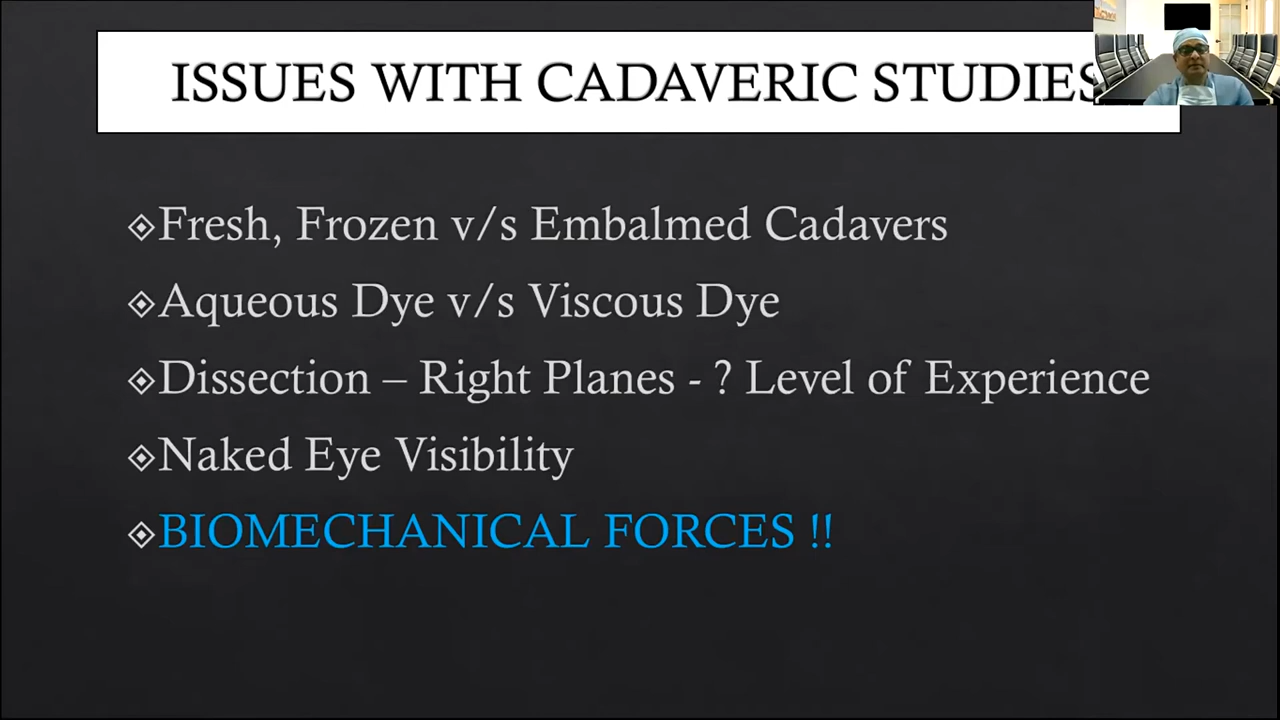 ISSUES WITH CADAVERIC STUDIES
Fresh, Frozen v/s Embalmed Cadavers
Aqueous Dye v/s Viscous Dye
Dissection – Right Planes - ? Level of Experience
Naked Eye Visibility
BIOMECHANICAL FORCES !!